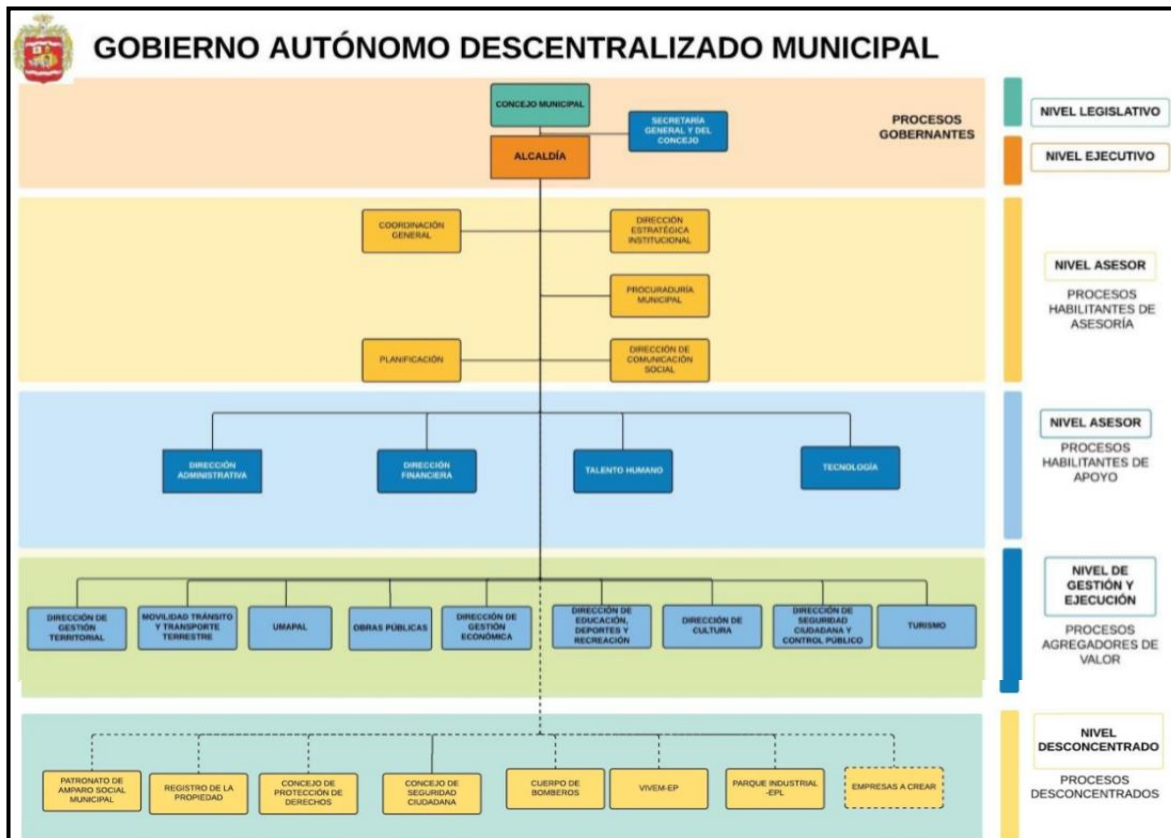 GOBIERNO AUTÓNOMO DESCENTRALIZADO MUNICIPAL
CONCEJO MUNICIPAL
SECRETARÍA
GENERAL Y DEL
CONCEJO
ALCALDÍA
PROCESOS
GOBERNANTES
NIVEL LEGISLATIVO
NIVEL EJECUTIVO
COORDINACIÓN
GENERAL
DIRECCIÓN
ESTRATÉGICA
INSTITUCIONAL
PROCURADURÍA
MUNICIPAL
PLANIFICACIÓN
DIRECCIÓN DE
COMUNICACIÓN
SOCIAL
NIVEL ASESOR
PROCESOS
HABILITANTES DE
ASESORÍA
DIRECCIÓN
ADMINISTRATIVA
DIRECCIÓN
FINANCIERA
TALENTO HUMANO
TECNOLOGÍA
NIVEL ASESOR
PROCESOS
HABILITANTES DE
APOYO
DIRECCIÓN DE
GESTIÓN
TERRITORIAL
MOVILIDAD TRÁNSITO
Y TRANSPORTE
TERRESTRE
UMAPAL
OBRAS PÚBLICAS
DIRECCIÓN DE
GESTIÓN
ECONÓMICA
DIRECCIÓN DE
EDUCACIÓN,
DEPORTES Y
RECREACIÓN
DIRECCIÓN DE
CULTURA
DIRECCIÓN DE
SEGURIDAD
CIUDADANA Y
CONTROL PÚBLICO
TURISMO
NIVEL DE
GESTIÓN Y
EJECUCIÓN
PROCESOS
AGREGADORES DE
VALOR
PATRONATO DE
AMPARO SOCIAL
MUNICIPAL
REGISTRO DE LA
PROPIEDAD
CONCEJO DE
PROTECCIÓN DE
DERECHOS
CONCEJO DE
SEGURIDAD
CIUDADANA
CUERPO DE
BOMBEROS
VIVEM-EP
PARQUE INDUSTRIAL
-EPL
EMPRESAS A CREAR
NIVEL
DESCONCENTRADO
PROCESOS
DESCONCENTRADOS